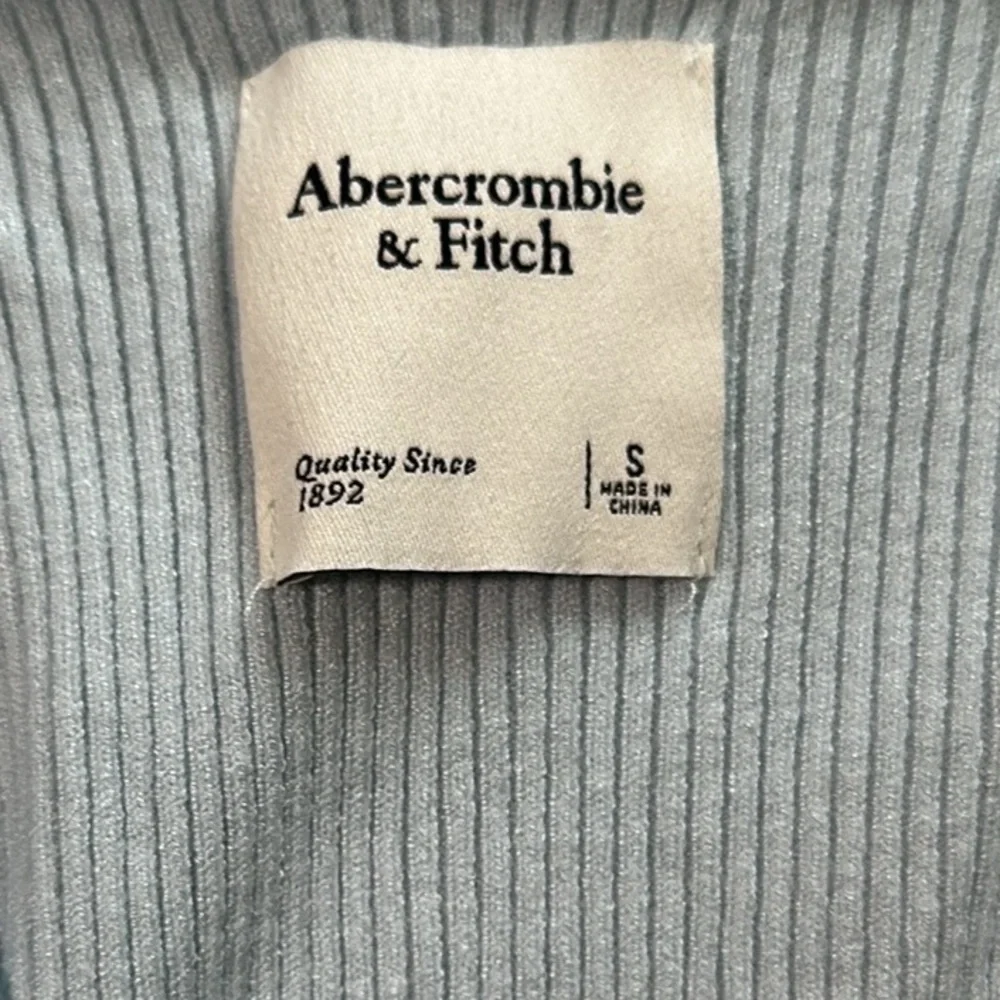 Abercrombie
& Fitch
Quality Since
1892
S
MADE IN
CHINA